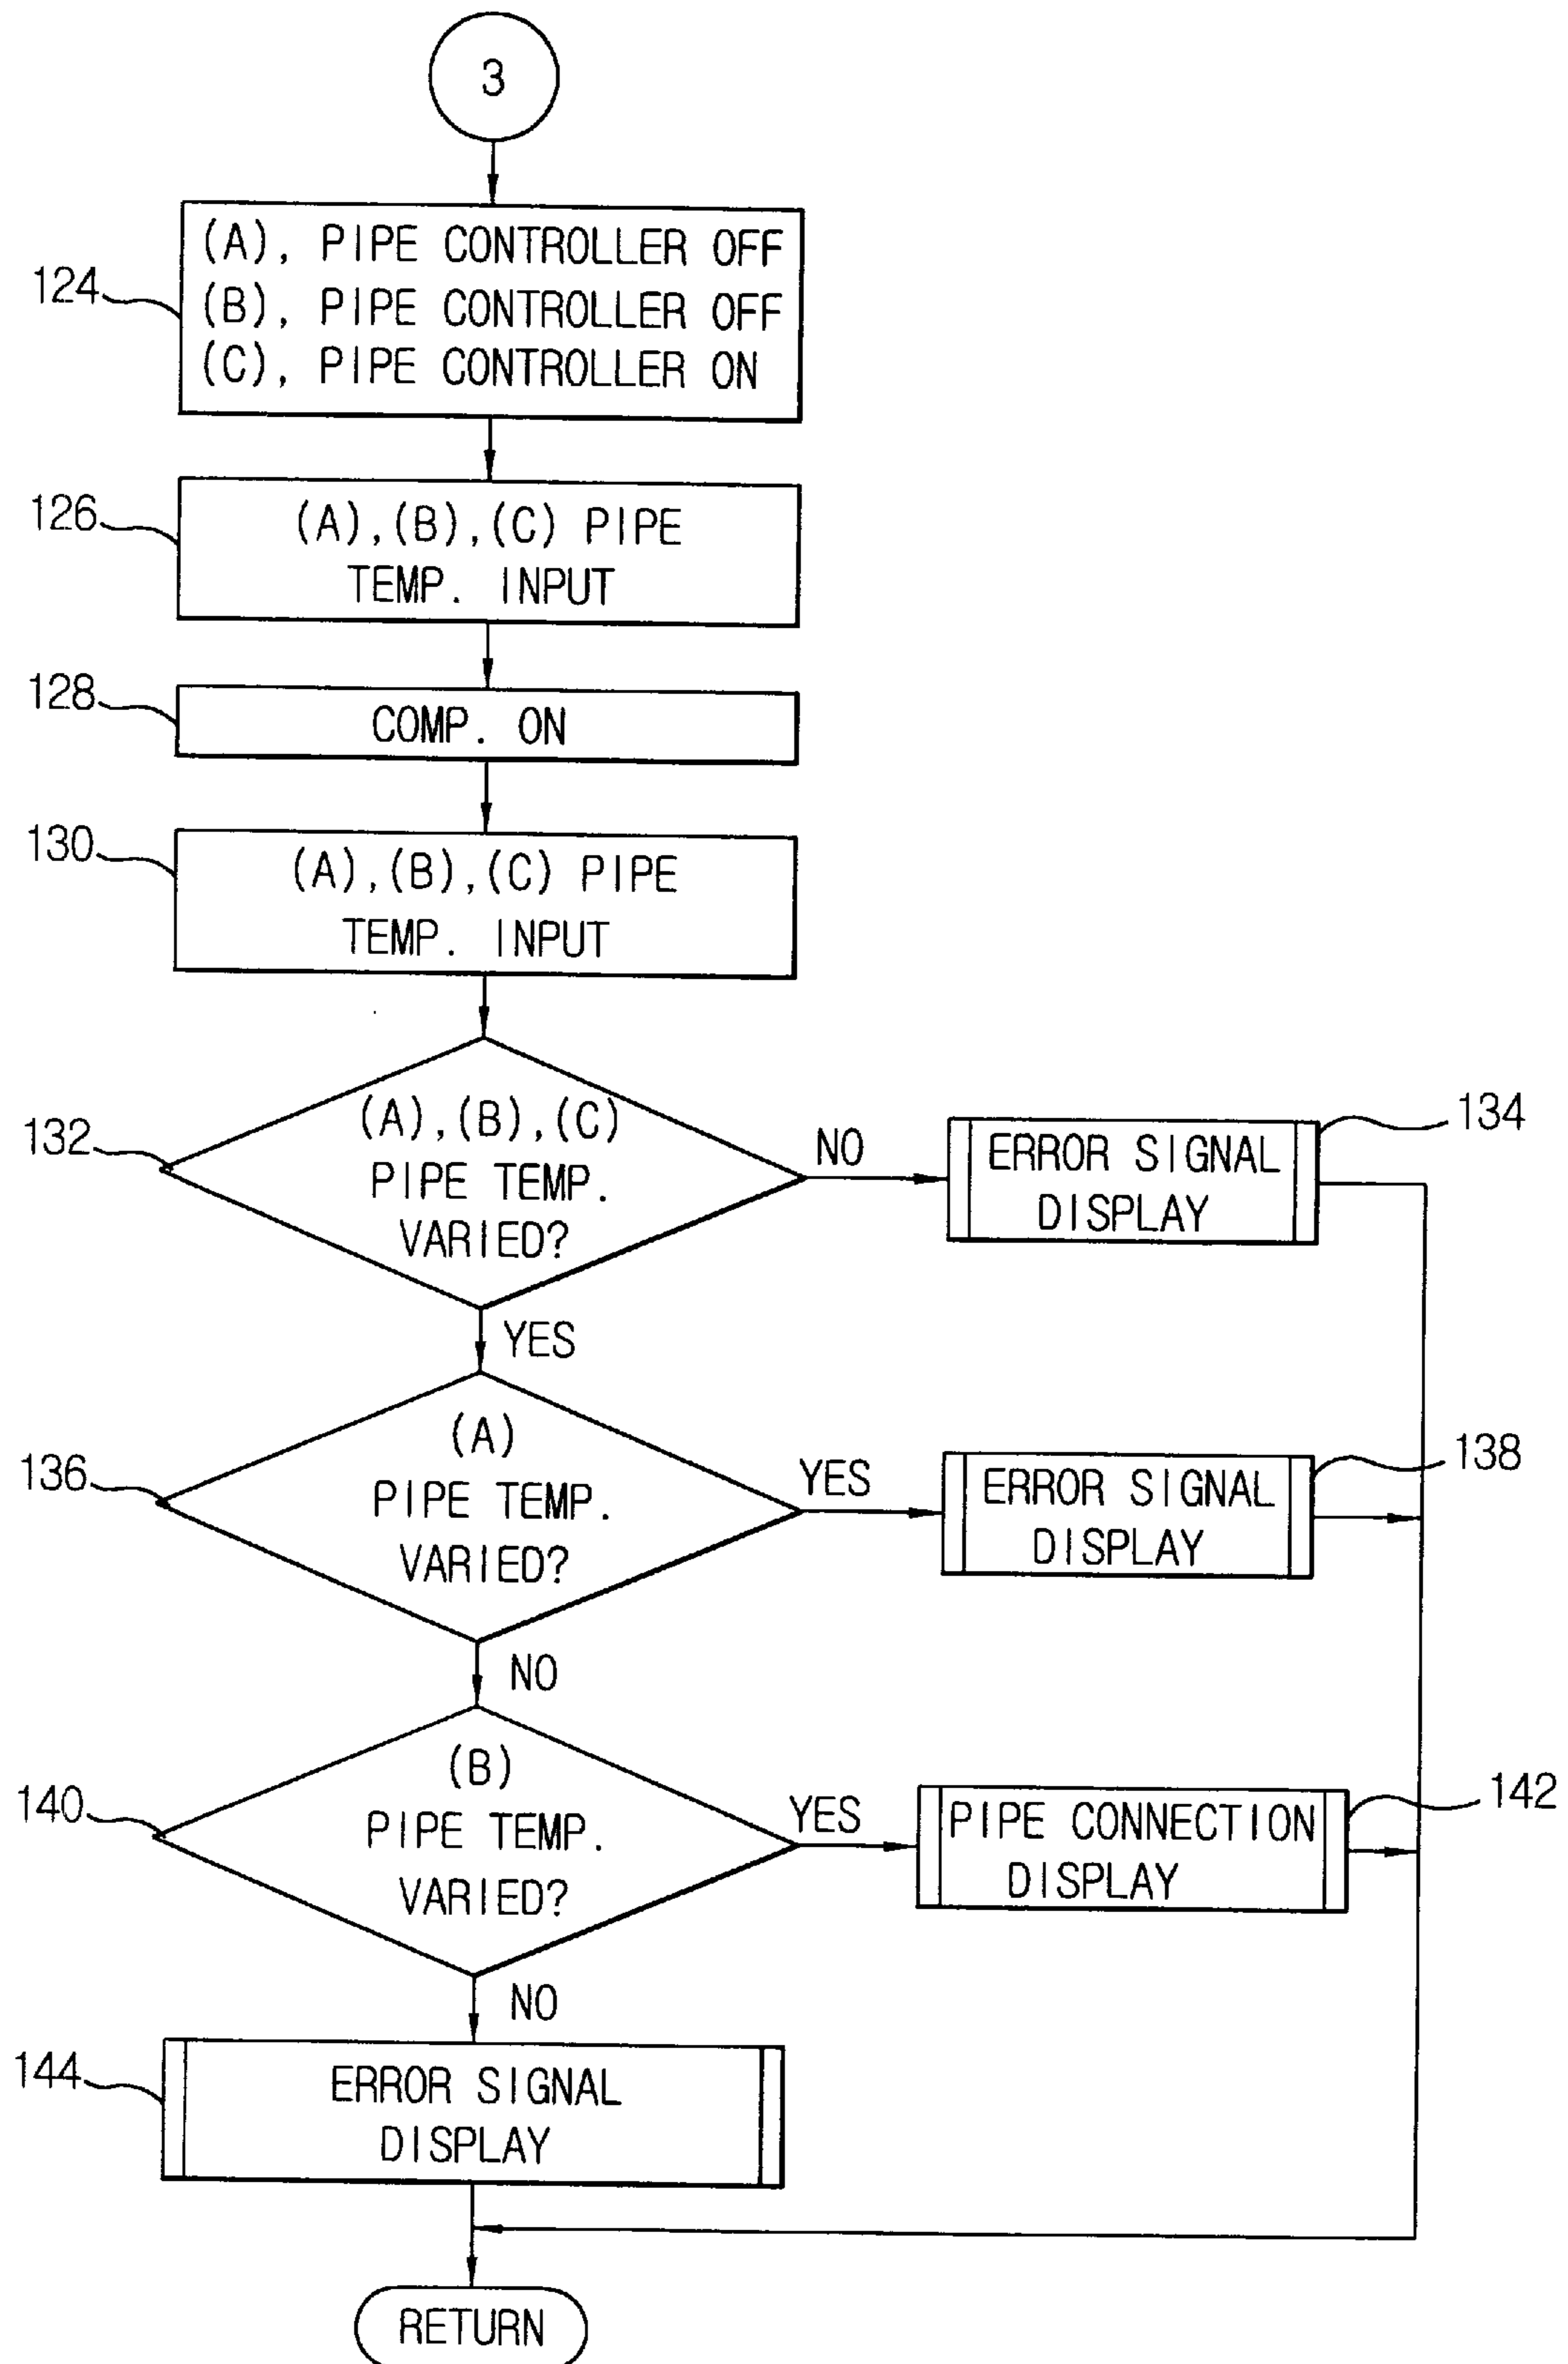 3
124
(A), PIPE CONTROLLER OFF
(B), PIPE CONTROLLER OFF
(C), PIPE CONTROLLER ON
126
(A),(B),(C) PIPE
TEMP. INPUT
128
COMP. ON
130
(A),(B),(C) PIPE
TEMP. INPUT
132
(A),(B),(C)
PIPE TEMP.
VARIED?
NO
ERROR SIGNAL
DISPLAY
134
YES
136
(A)
PIPE TEMP.
VARIED?
YES
ERROR SIGNAL
DISPLAY
138
NO
140
(B)
PIPE TEMP.
VARIED?
YES
PIPE CONNECTION
DISPLAY
142
NO
144
ERROR SIGNAL
DISPLAY
RETURN